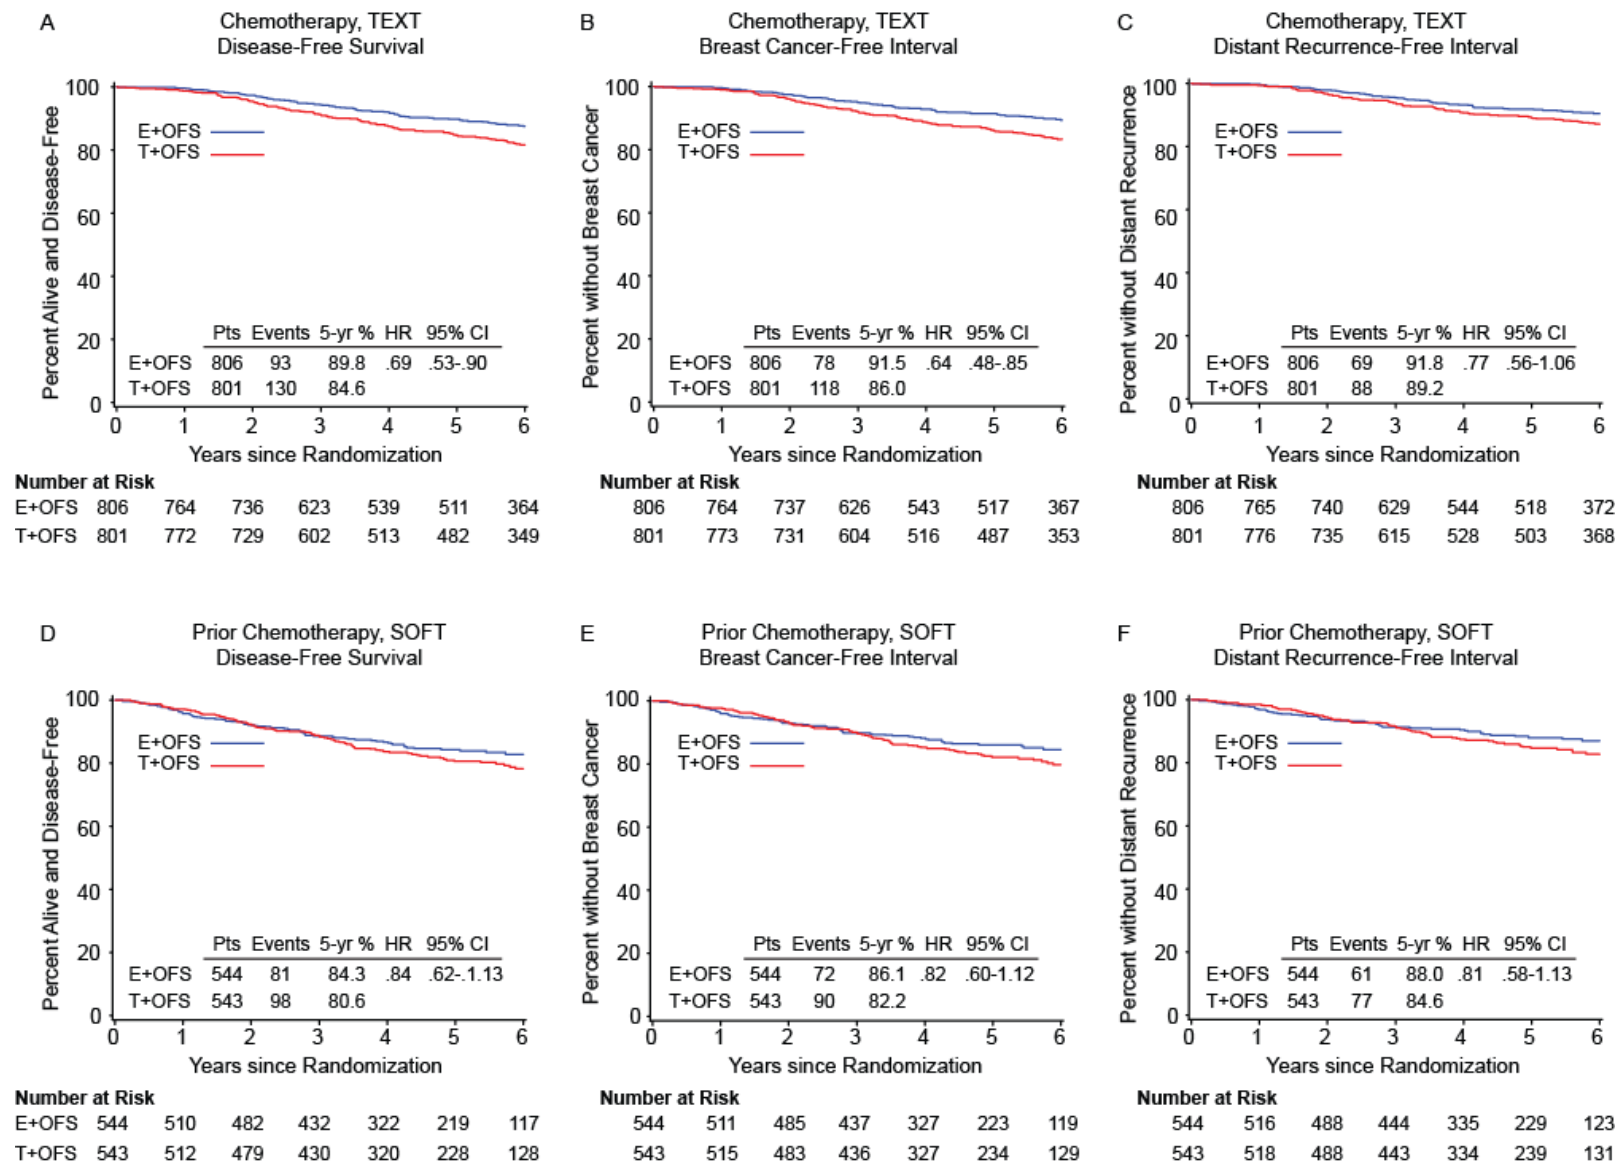 A
Chemotherapy, TEXT
Disease-Free Survival
Percent Alive and Disease-Free
100
80
60
40
20
0
E+OFS
T+OFS
Pts Events 5-yr % HR 95% CI
E+OFS 806 93 89.8 .69 .53-.90
T+OFS 801 130 84.6
0 1 2 3 4 5 6
Years since Randomization
Number at Risk
E+OFS 806 764 736 623 539 511 364
T+OFS 801 772 729 602 513 482 349
B
Chemotherapy, TEXT
Breast Cancer-Free Interval
Percent without Breast Cancer
100
80
60
40
20
0
E+OFS
T+OFS
Pts Events 5-yr % HR 95% CI
E+OFS 806 78 91.5 .64 .48-.85
T+OFS 801 118 86.0
0 1 2 3 4 5 6
Years since Randomization
Number at Risk
806 764 737 626 543 517 367
801 773 731 604 516 487 353
C
Chemotherapy, TEXT
Distant Recurrence-Free Interval
Percent without Distant Recurrence
100
80
60
40
20
0
E+OFS
T+OFS
Pts Events 5-yr % HR 95% CI
E+OFS 806 69 91.8 .77 .56-1.06
T+OFS 801 88 89.2
0 1 2 3 4 5 6
Years since Randomization
Number at Risk
806 765 740 629 544 518 372
801 776 735 615 528 503 368
D
Prior Chemotherapy, SOFT
Disease-Free Survival
Percent Alive and Disease-Free
100
80
60
40
20
0
E+OFS
T+OFS
Pts Events 5-yr % HR 95% CI
E+OFS 544 81 84.3 .84 .62-.1.13
T+OFS 543 98 80.6
0 1 2 3 4 5 6
Years since Randomization
Number at Risk
E+OFS 544 510 482 432 322 219 117
T+OFS 543 512 479 430 320 228 128
E
Prior Chemotherapy, SOFT
Breast Cancer-Free Interval
Percent without Breast Cancer
100
80
60
40
20
0
E+OFS
T+OFS
Pts Events 5-yr % HR 95% CI
E+OFS 544 72 86.1 .82 .60-1.12
T+OFS 543 90 82.2
0 1 2 3 4 5 6
Years since Randomization
Number at Risk
544 511 485 437 327 223 119
543 515 483 436 327 234 129
F
Prior Chemotherapy, SOFT
Distant Recurrence-Free Interval
Percent without Distant Recurrence
100
80
60
40
20
0
E+OFS
T+OFS
Pts Events 5-yr % HR 95% CI
E+OFS 544 61 88.0 .81 .58-1.13
T+OFS 543 77 84.6
0 1 2 3 4 5 6
Years since Randomization
Number at Risk
544 516 488 444 335 229 123
543 518 488 443 334 239 131